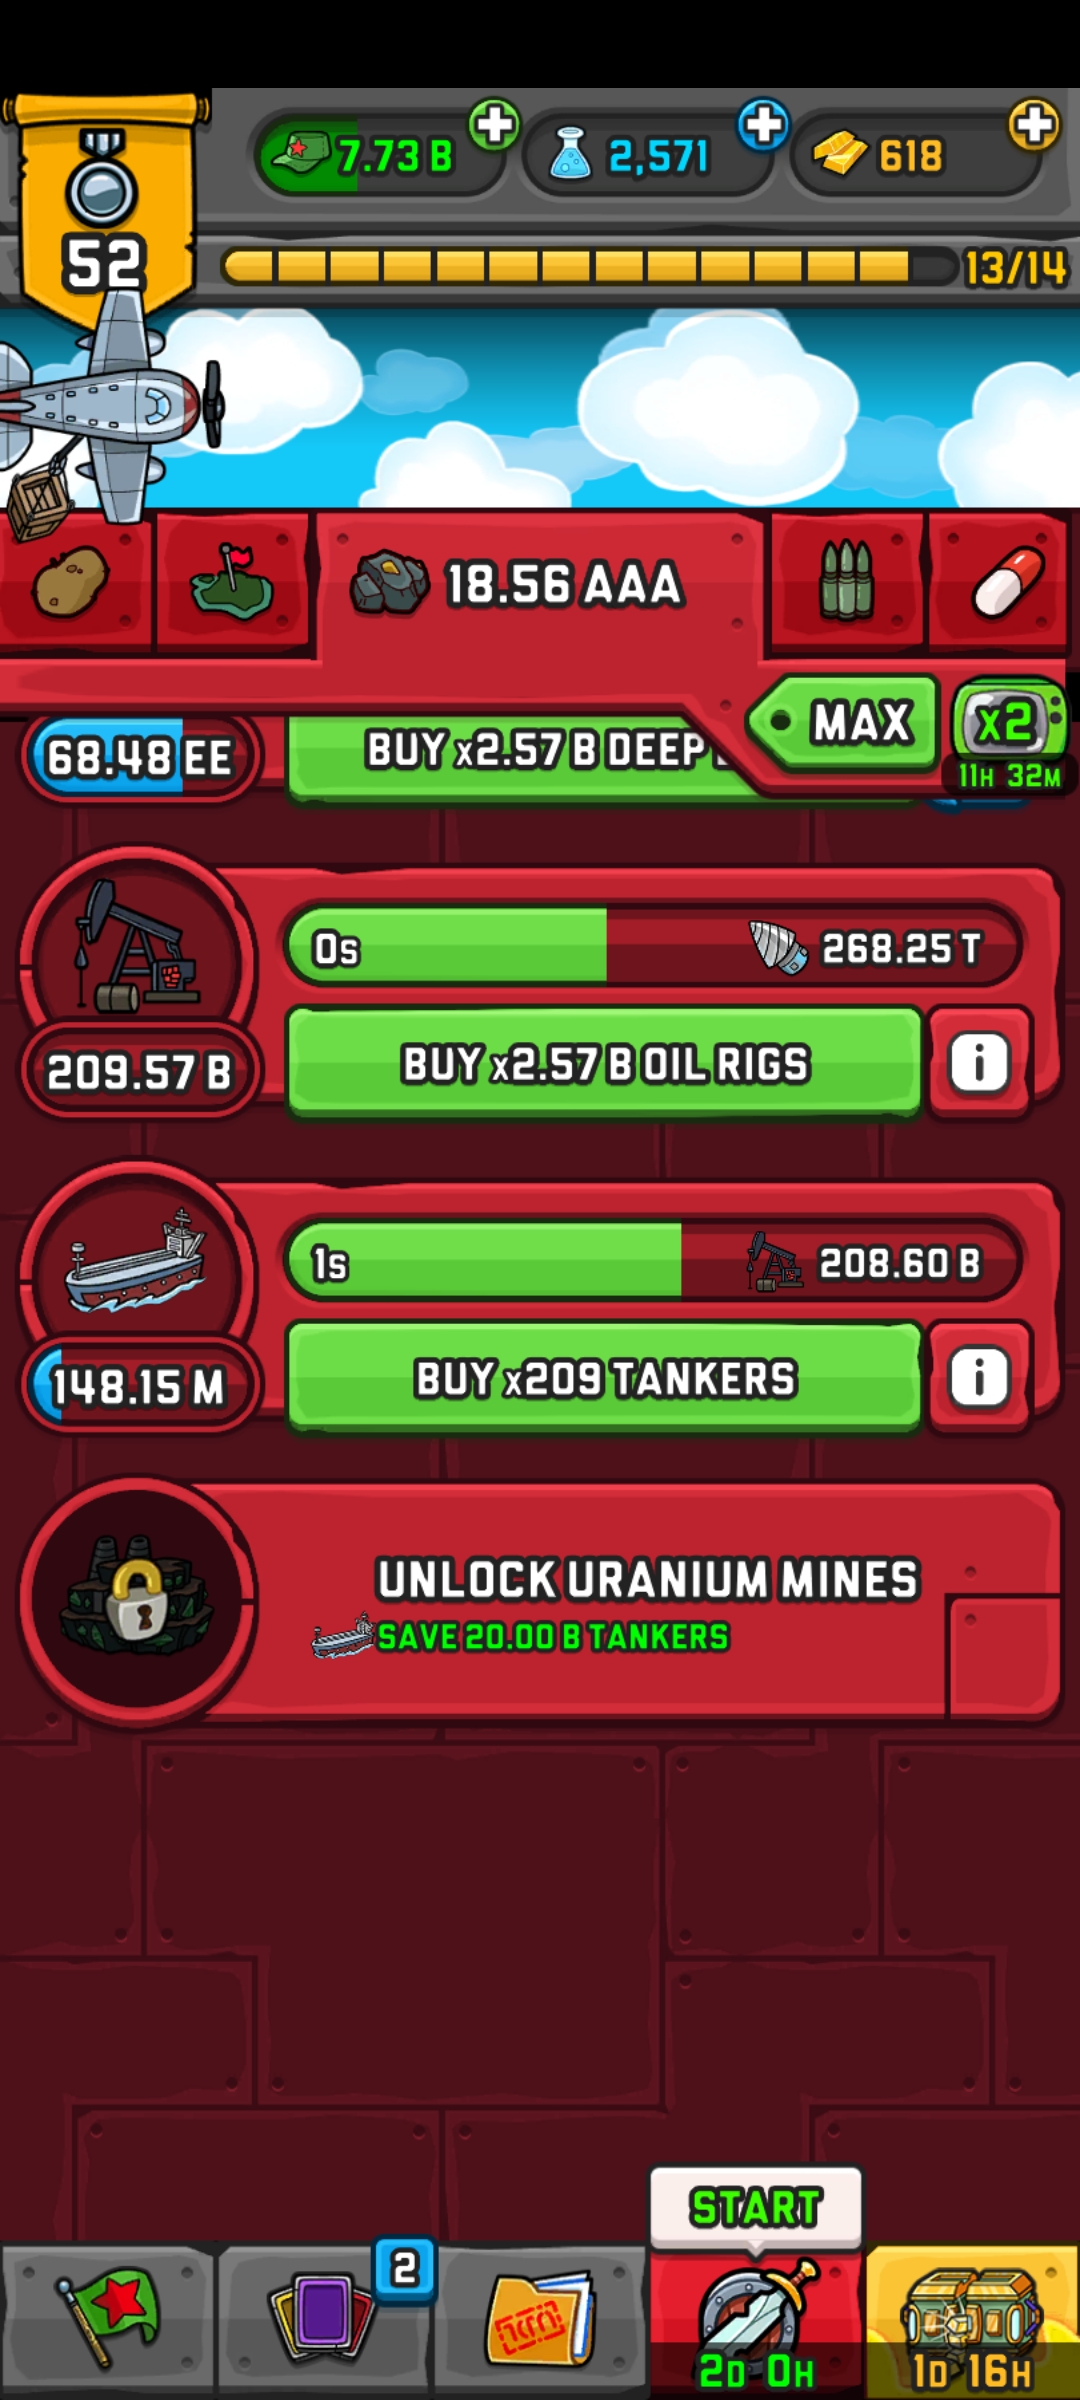 7.73 B
2,571
618
52
13/14
18.56 AAA
MAX
x2
11H 32M
68.48 EE
BUY x2.57 B DEEP
0s
268.25 T
209.57 B
BUY x2.57 B OIL RIGS
i
1s
208.60 B
148.15 M
BUY x209 TANKERS
i
UNLOCK URANIUM MINES
SAVE 20.00 B TANKERS
START
2
2D 0H
1D 16H